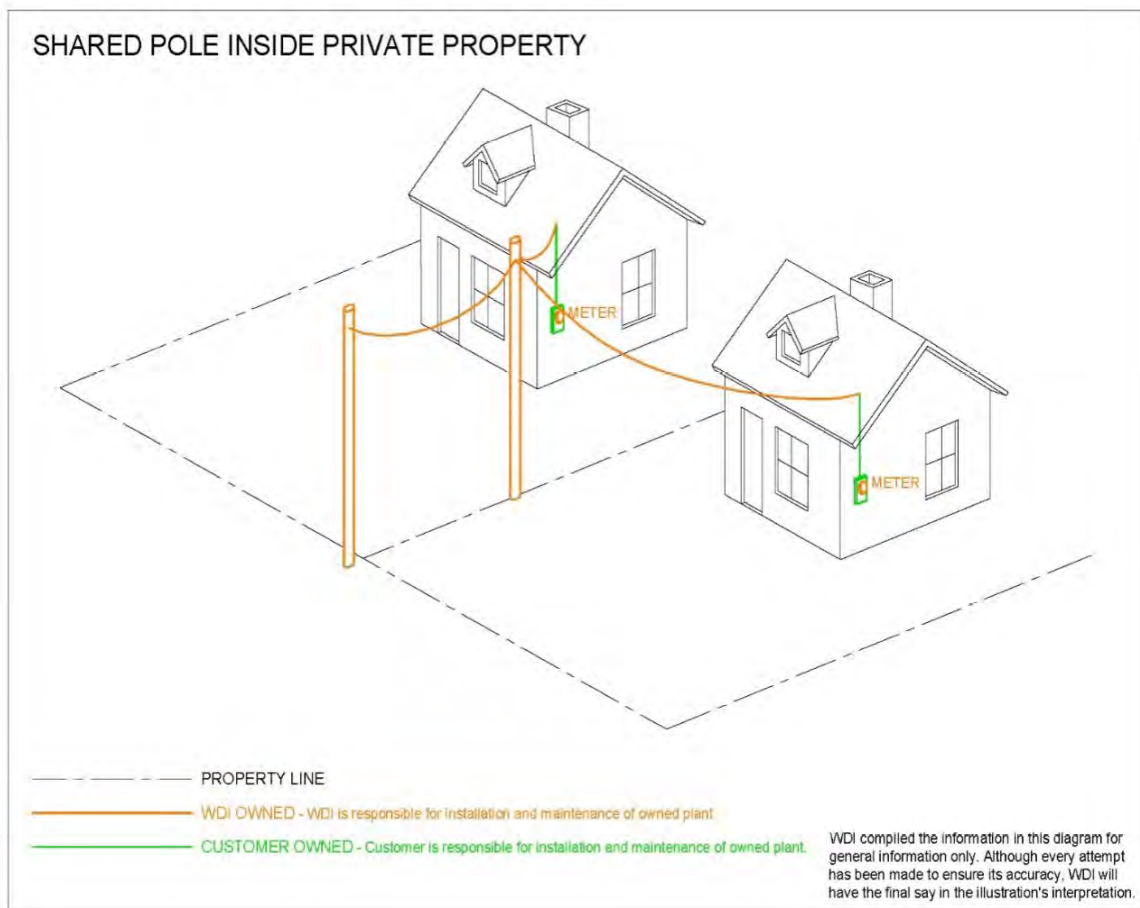 SHARED POLE INSIDE PRIVATE PROPERTY
METER
METER
PROPERTY LINE
WDI OWNED - WDI is responsible for installation and maintenance of owned plant
CUSTOMER OWNED - Customer is responsible for installation and maintenance of owned plant.
WDI compiled the information in this diagram for
general information only. Although every attempt
has been made to ensure its accuracy, WDI will
have the final say in the illustration's interpretation.